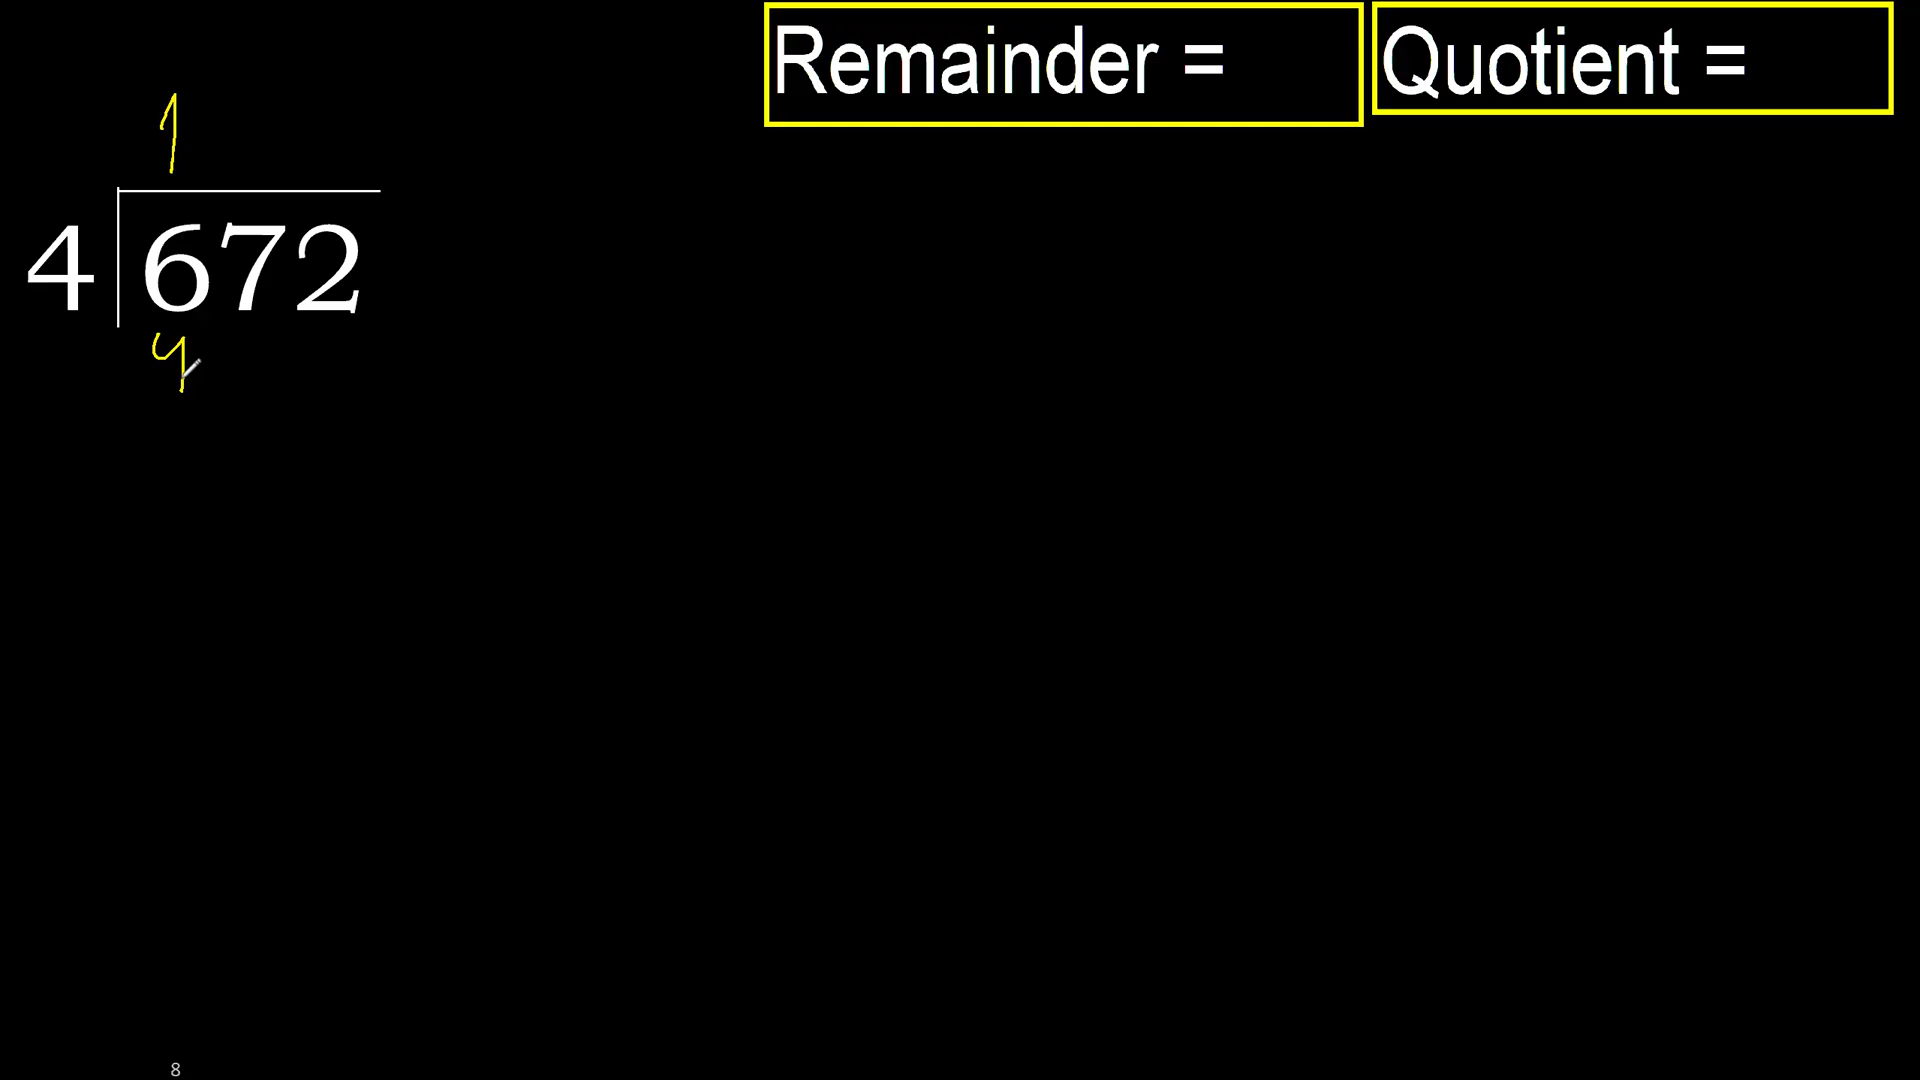 Remainder = Quotient =
1
4 672
4
8